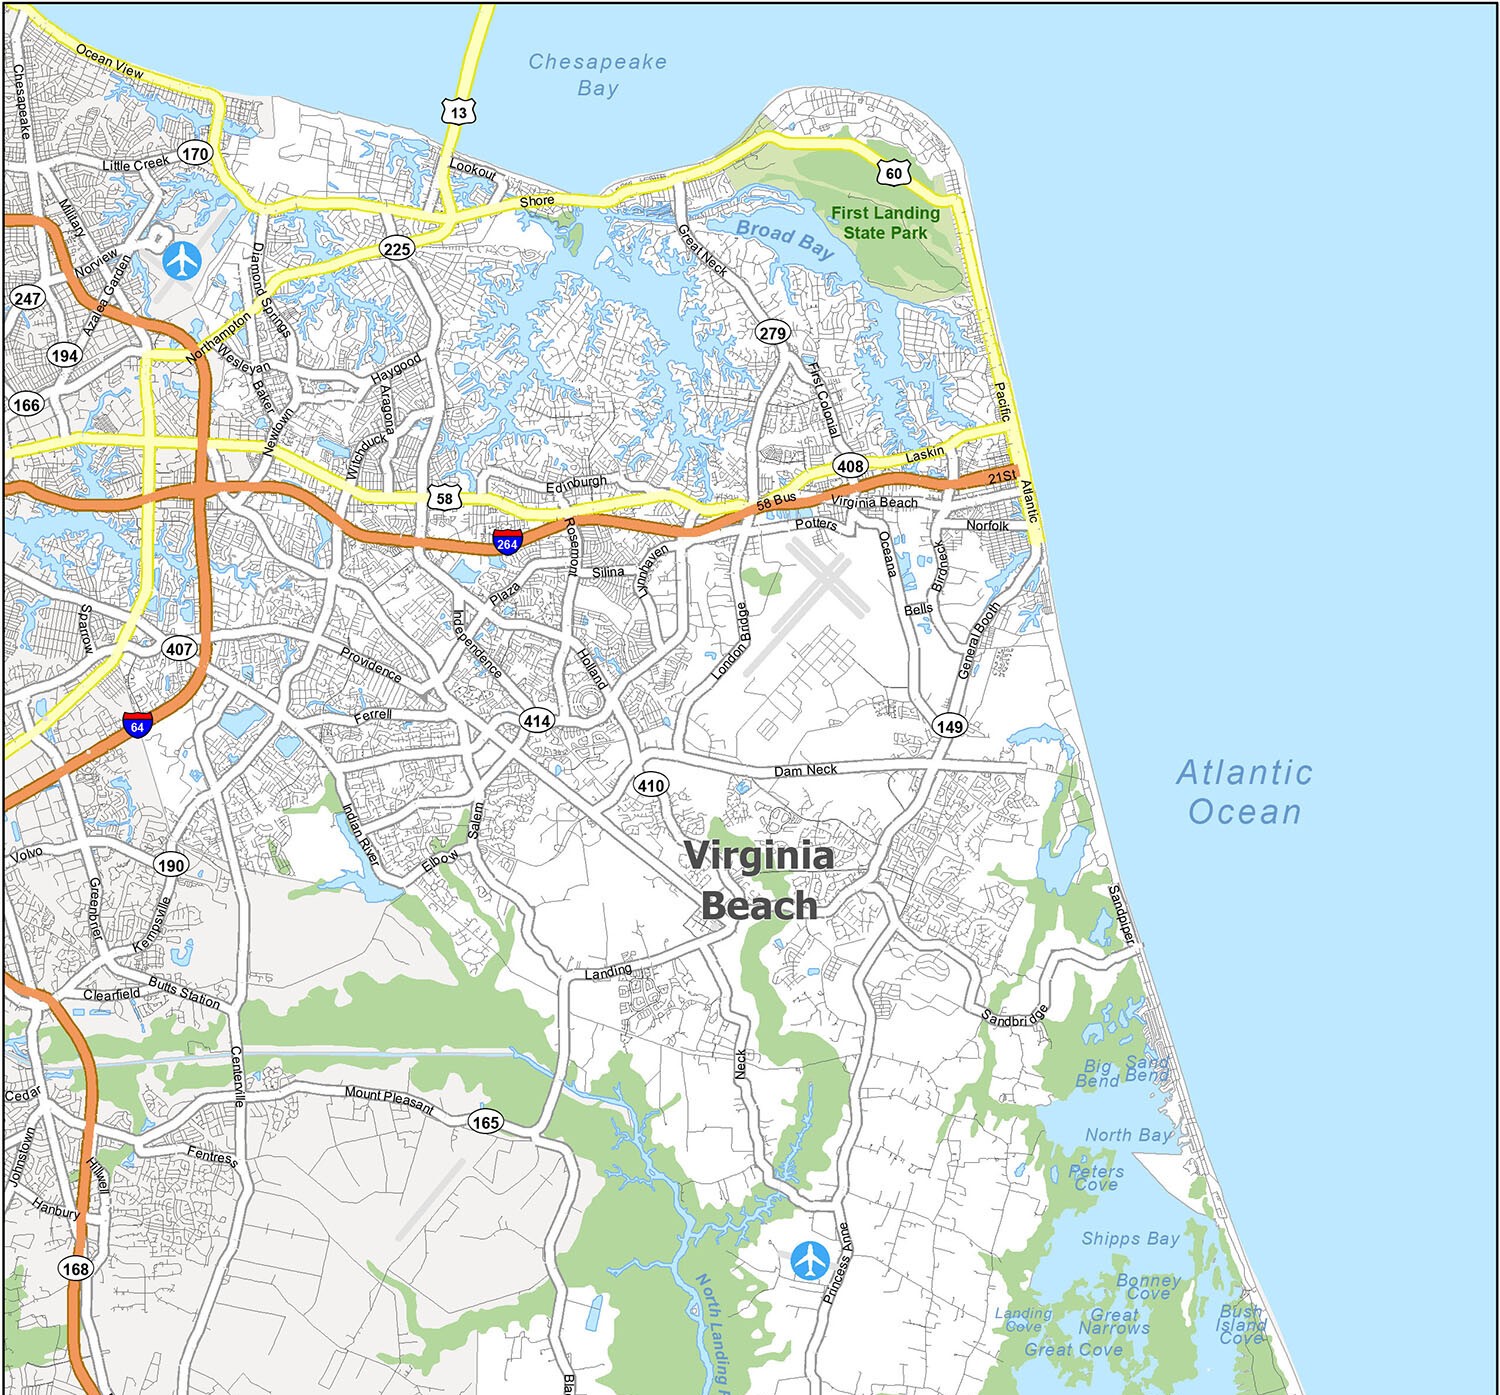 Chesapeake
Bay
Ocean View
Chesapeake
13
170
Little Creek
Lookout
60
Shore
First Landing
State Park
Military
Broad Bay
225
Norview
Great Neck
Diamond Springs
Azalea Garden
247
279
Northampton
194
Wesleyan
Haygood
First Colonial
Baker
Aragona
Pacific
166
Newtown
Witchduck
Laskin
408
21St
Edinburgh
58
58 Bus
Virginia Beach
Atlantic
Potters
Norfolk
264
Rosemont
Oceana
Lynnhaven
Birdneck
Silina
Plaza
Sparrow
Independence
London Bridge
Bells
General Booth
407
Providence
Holland
64
Ferrell
414
149
Atlantic
Ocean
Dam Neck
410
Indian River
Salem
Volvo
190
Elbow
Virginia
Beach
Greenbrier
Kempsville
Sandpiper
Landing
Clearfield
Butts Station
Sandbridge
Centerville
Neck
Big
Bend
Sand
Bend
Cedar
Mount Pleasant
165
North Bay
Johnstown
Fentress
Peters
Cove
Hillwell
Hanbury
Shipps Bay
168
Princess Anne
Bonney
Cove
North Landing R
Landing
Cove
Great
Narrows
Bush
Island
Cove
Great Cove
Blac